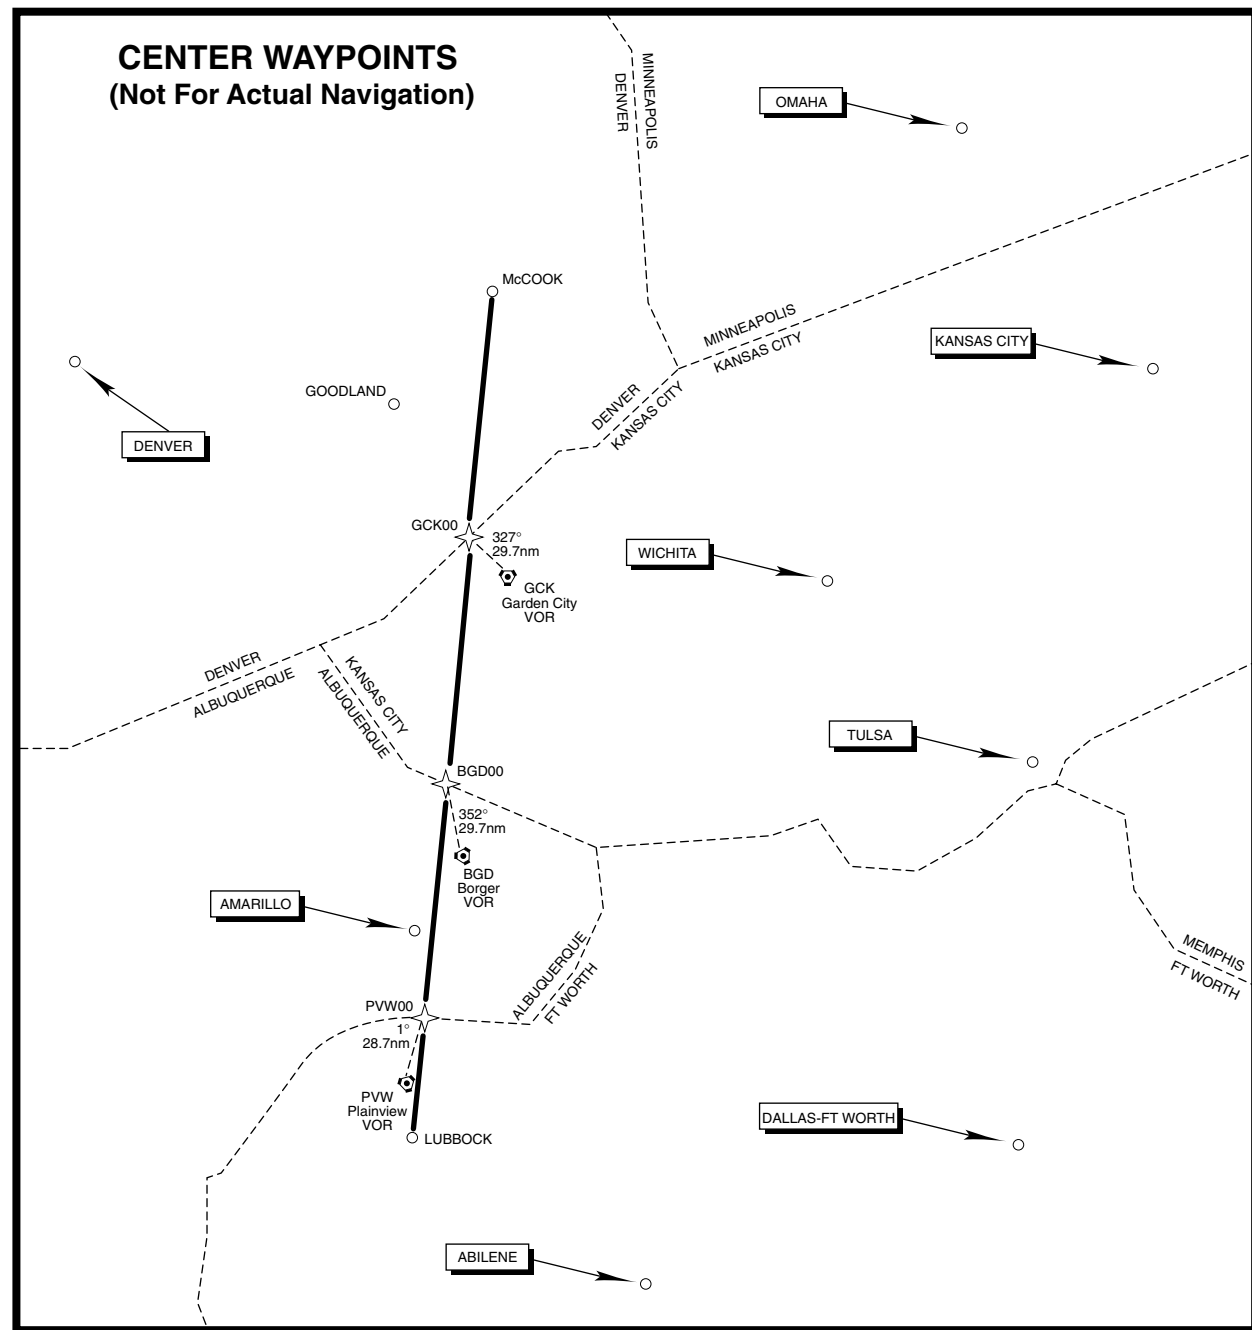 CENTER WAYPOINTS
(Not For Actual Navigation)
MINNEAPOLIS
DENVER
OMAHA
McCOOK
MINNEAPOLIS
KANSAS CITY
KANSAS CITY
GOODLAND
DENVER
KANSAS CITY
DENVER
GCK00
327°
29.7nm
WICHITA
GCK
Garden City
VOR
DENVER
ALBUQUERQUE
KANSAS CITY
ALBUQUERQUE
TULSA
BGD00
352°
29.7nm
BGD
Borger
VOR
AMARILLO
ALBUQUERQUE
FT WORTH
MEMPHIS
FT WORTH
PVW00
1°
28.7nm
PVW
Plainview
VOR
LUBBOCK
DALLAS-FT WORTH
ABILENE